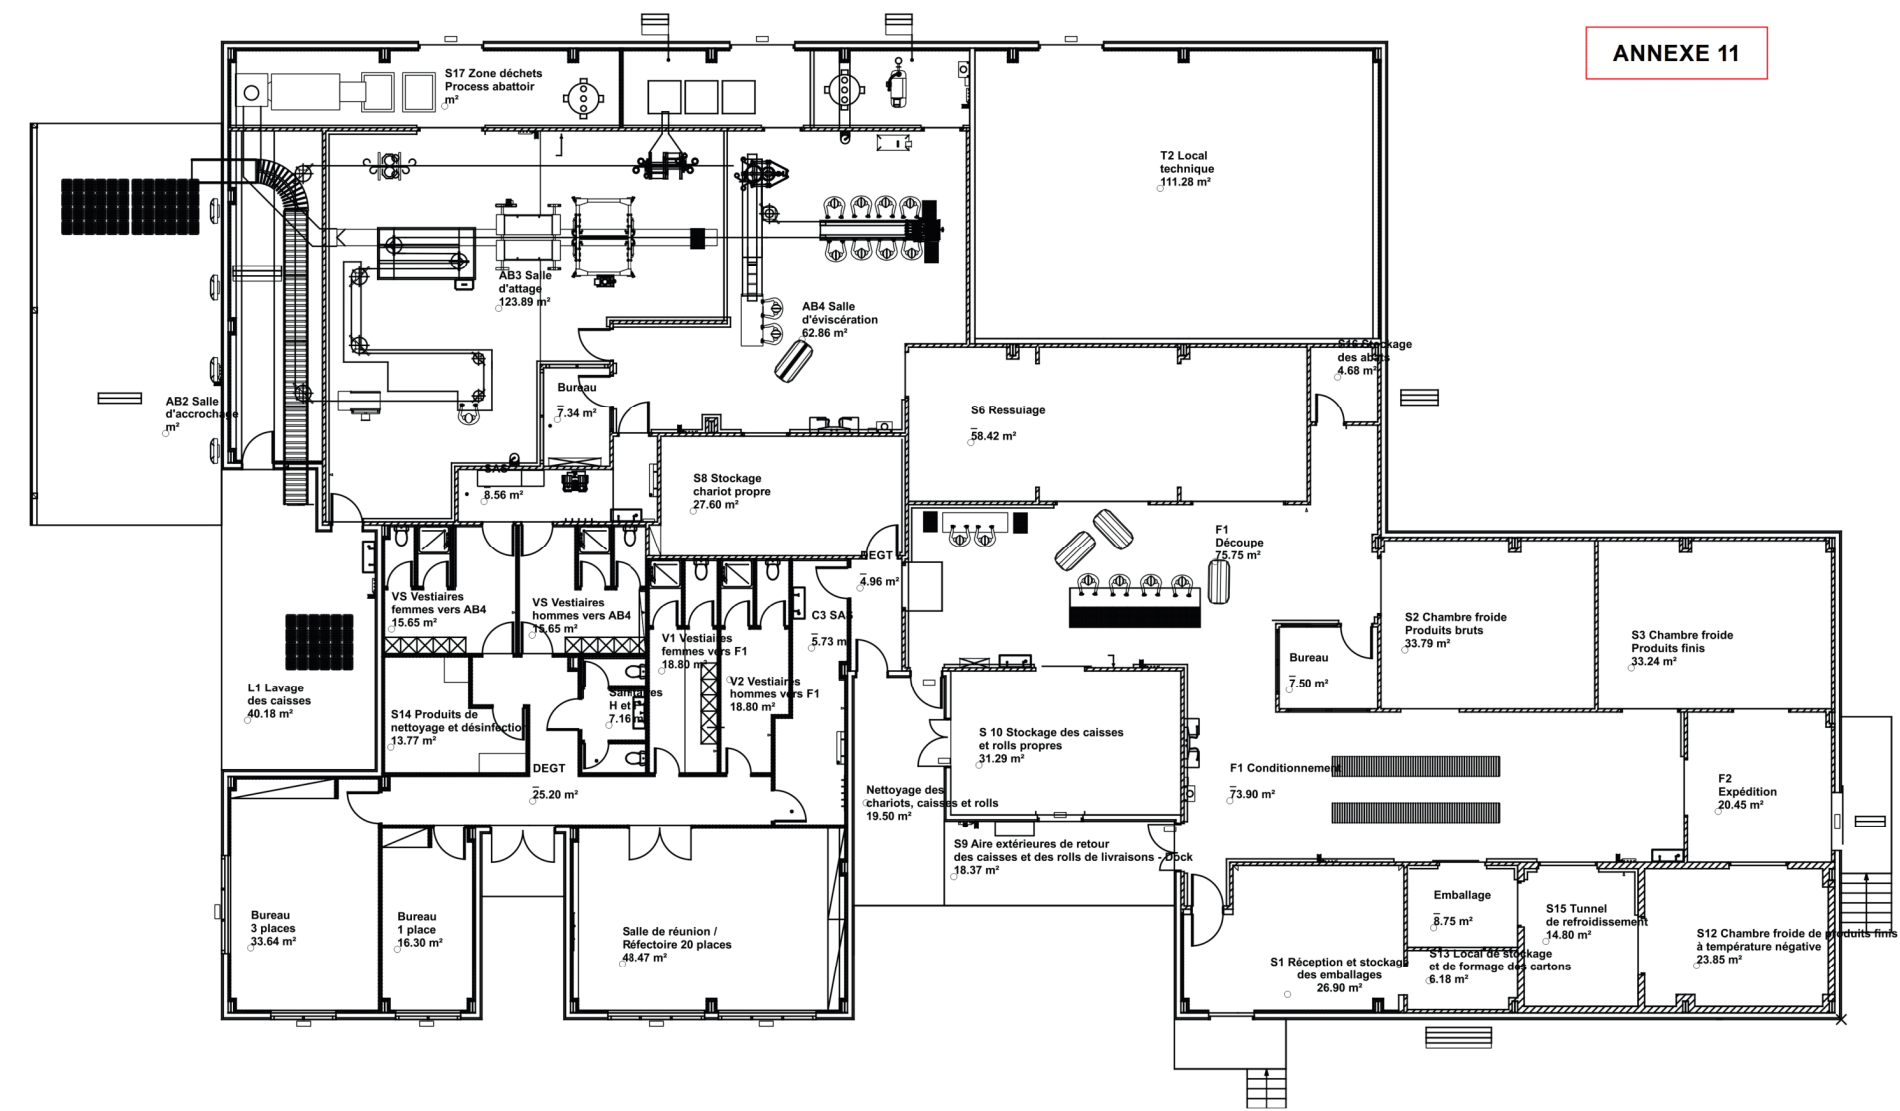 ANNEXE 11
S17 Zone déchets
Process abattoir
m²
T2 Local
technique
111.28 m²
AB3 Salle
d'attage
123.89 m²
AB4 Salle
d'éviscération
62.86 m²
S16 Stockage
des abats
4.68 m²
AB2 Salle
d'accrochage
m²
Bureau
7.34 m²
S6 Ressuiage
58.42 m²
SAS
8.56 m²
S8 Stockage
chariot propre
27.60 m²
F1
Découpe
75.75 m²
DEGT
4.96 m²
VS Vestiaires
femmes vers AB4
15.65 m²
VS Vestiaires
hommes vers AB4
15.65 m²
C3 SAS
5.73 m
V1 Vestiaires
femmes vers F1
18.80 m²
V2 Vestiaires
hommes vers F1
18.80 m²
S2 Chambre froide
Produits bruts
33.79 m²
S3 Chambre froide
Produits finis
33.24 m²
Bureau
7.50 m²
L1 Lavage
des caisses
40.18 m²
S14 Produits de
nettoyage et désinfectio
13.77 m²
Sanitaires
H et F
7.16 m²
S 10 Stockage des caisses
et rolls propres
31.29 m²
DEGT
25.20 m²
Nettoyage des
chariots, caisses et rolls
19.50 m²
F1 Conditionnement
73.90 m²
F2
Expédition
20.45 m²
S9 Aire extérieures de retour
des caisses et des rolls de livraisons - Dock
18.37 m²
Bureau
3 places
33.64 m²
Bureau
1 place
16.30 m²
Salle de réunion /
Réfectoire 20 places
48.47 m²
Emballage
8.75 m²
S15 Tunnel
de refroidissement
14.80 m²
S12 Chambre froide de produits finis
à température négative
23.85 m²
S1 Réception et stockage
des emballages
26.90 m²
S13 Local de stockage
et de formage des cartons
6.18 m²